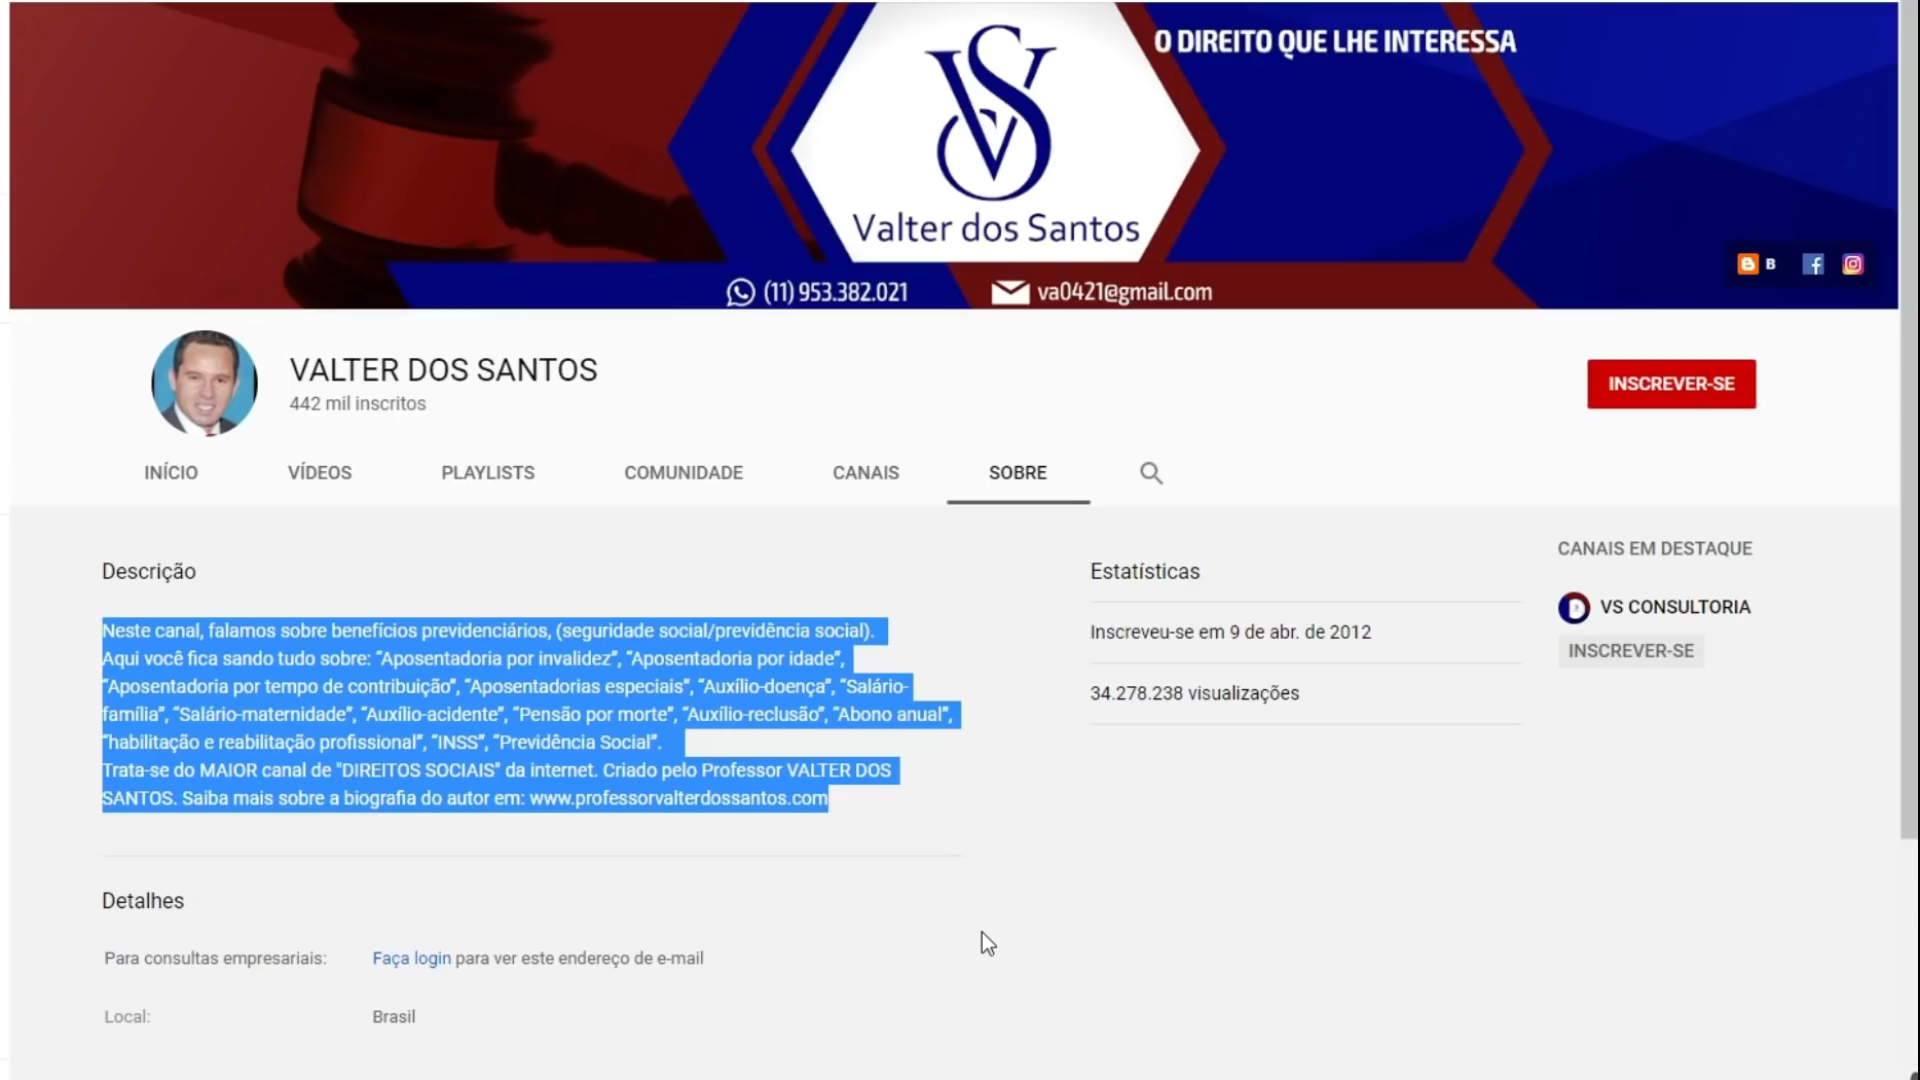 O DIREITO QUE LHE INTERESSA
VS
Valter dos Santos
(11) 953.382.021
va0421@gmail.com
B
VALTER DOS SANTOS
442 mil inscritos
INSCREVER-SE
INÍCIO
VÍDEOS
PLAYLISTS
COMUNIDADE
CANAIS
SOBRE
Descrição
Neste canal, falamos sobre benefícios previdenciários, (seguridade social/previdência social).
Aqui você fica sando tudo sobre: “Aposentadoria por invalidez”, “Aposentadoria por idade”,
“Aposentadoria por tempo de contribuição”, “Aposentadorias especiais”, “Auxílio-doença”, “Salário-
família”, “Salário-maternidade”, “Auxílio-acidente”, “Pensão por morte”, “Auxílio-reclusão”, “Abono anual”,
“habilitação e reabilitação profissional”, “INSS”, “Previdência Social”.
Trata-se do MAIOR canal de "DIREITOS SOCIAIS" da internet. Criado pelo Professor VALTER DOS
SANTOS. Saiba mais sobre a biografia do autor em: www.professorvalterdossantos.com
Detalhes
Para consultas empresariais:
Faça login para ver este endereço de e-mail
Local:
Brasil
Estatísticas
Inscreveu-se em 9 de abr. de 2012
34.278.238 visualizações
CANAIS EM DESTAQUE
VS CONSULTORIA
INSCREVER-SE